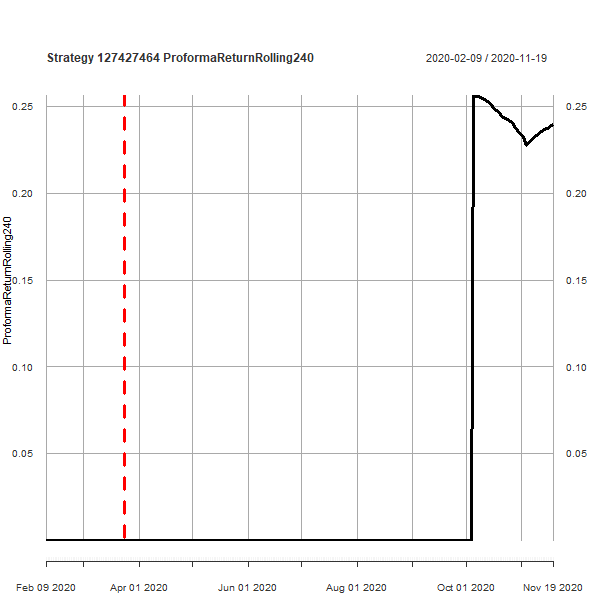 Strategy 127427464 ProformaReturnRolling240
2020-02-09 / 2020-11-19
ProformaReturnRolling240
0.25
0.25
0.20
0.20
0.15
0.15
0.10
0.10
0.05
0.05
Feb 09 2020
Apr 01 2020
Jun 01 2020
Aug 01 2020
Oct 01 2020
Nov 19 2020